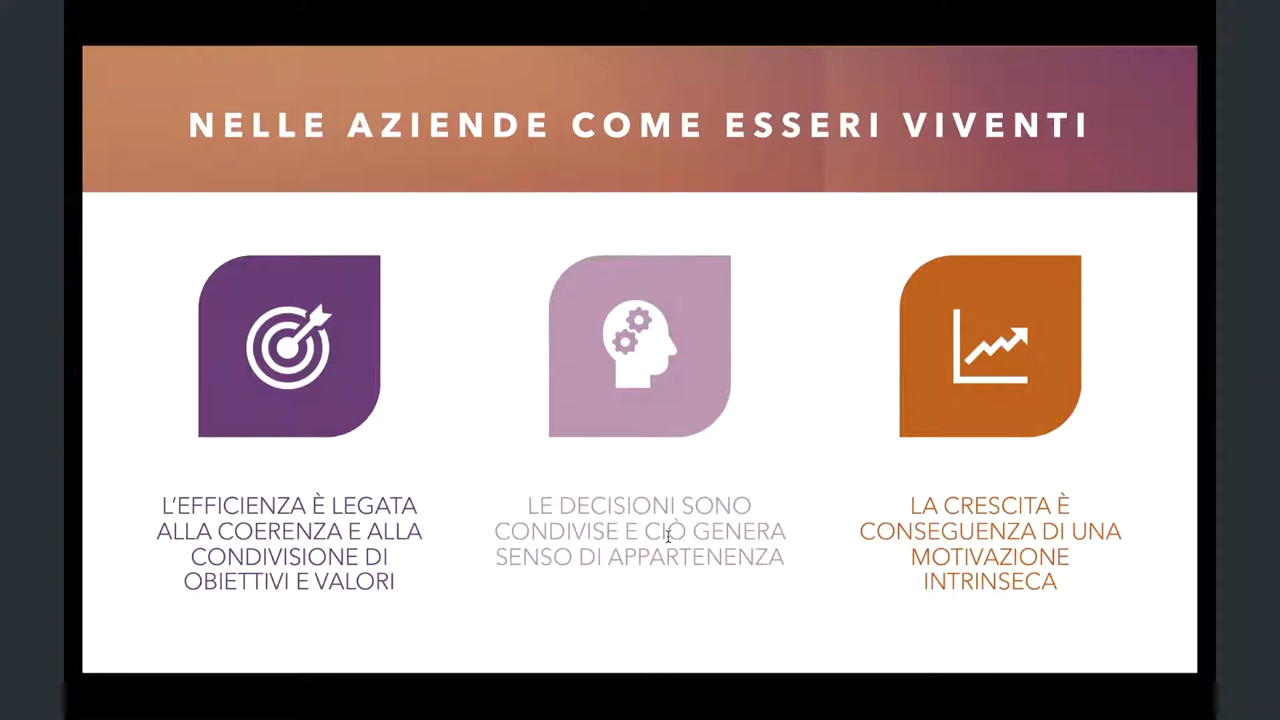 NELLE AZIENDE COME ESSERI VIVENTI
L'EFFICIENZA È LEGATA
ALLA COERENZA E ALLA
CONDIVISIONE DI
OBIETTIVI E VALORI
LE DECISIONI SONO
CONDIVISE E CIÒ GENERA
SENSO DI APPARTENENZA
LA CRESCITA È
CONSEGUENZA DI UNA
MOTIVAZIONE
INTRINSECA